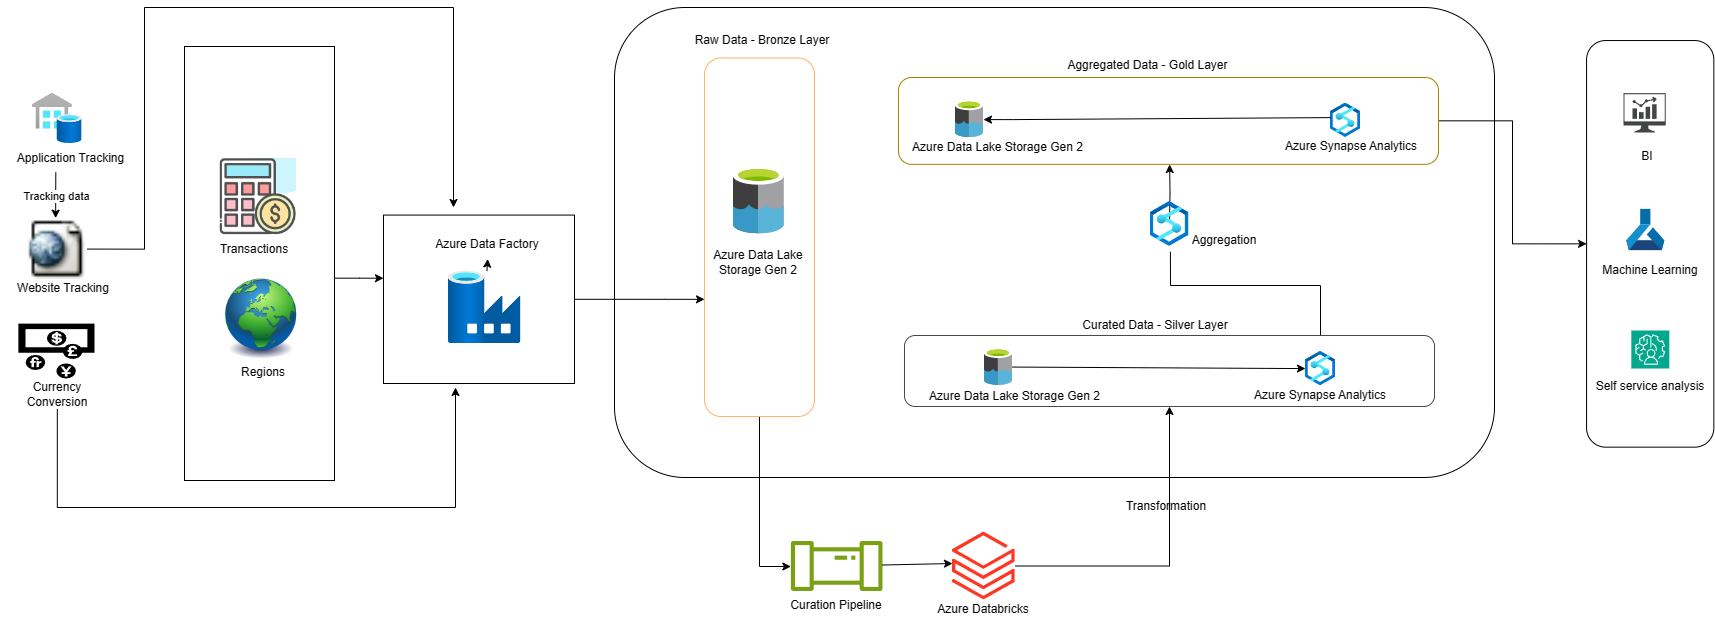 Raw Data - Bronze Layer
Aggregated Data - Gold Layer
Application Tracking
Tracking data
Website Tracking
Currency
Conversion
Transactions
Regions
Azure Data Factory
Azure Data Lake
Storage Gen 2
Azure Data Lake Storage Gen 2
Azure Synapse Analytics
Aggregation
Curated Data - Silver Layer
Azure Data Lake Storage Gen 2
Azure Synapse Analytics
Transformation
Curation Pipeline
Azure Databricks
BI
Machine Learning
Self service analysis